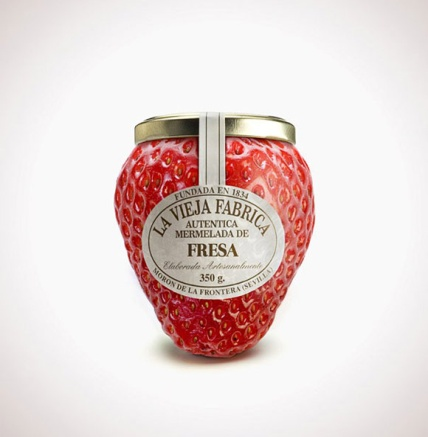 FUNDADA EN 1834
LA VIEJA FABRICA
AUTENTICA
MERMELADA DE
FRESA
Elaborada Artesanalmente
350 g.
MORON DE LA FRONTERA (SEVILLA)